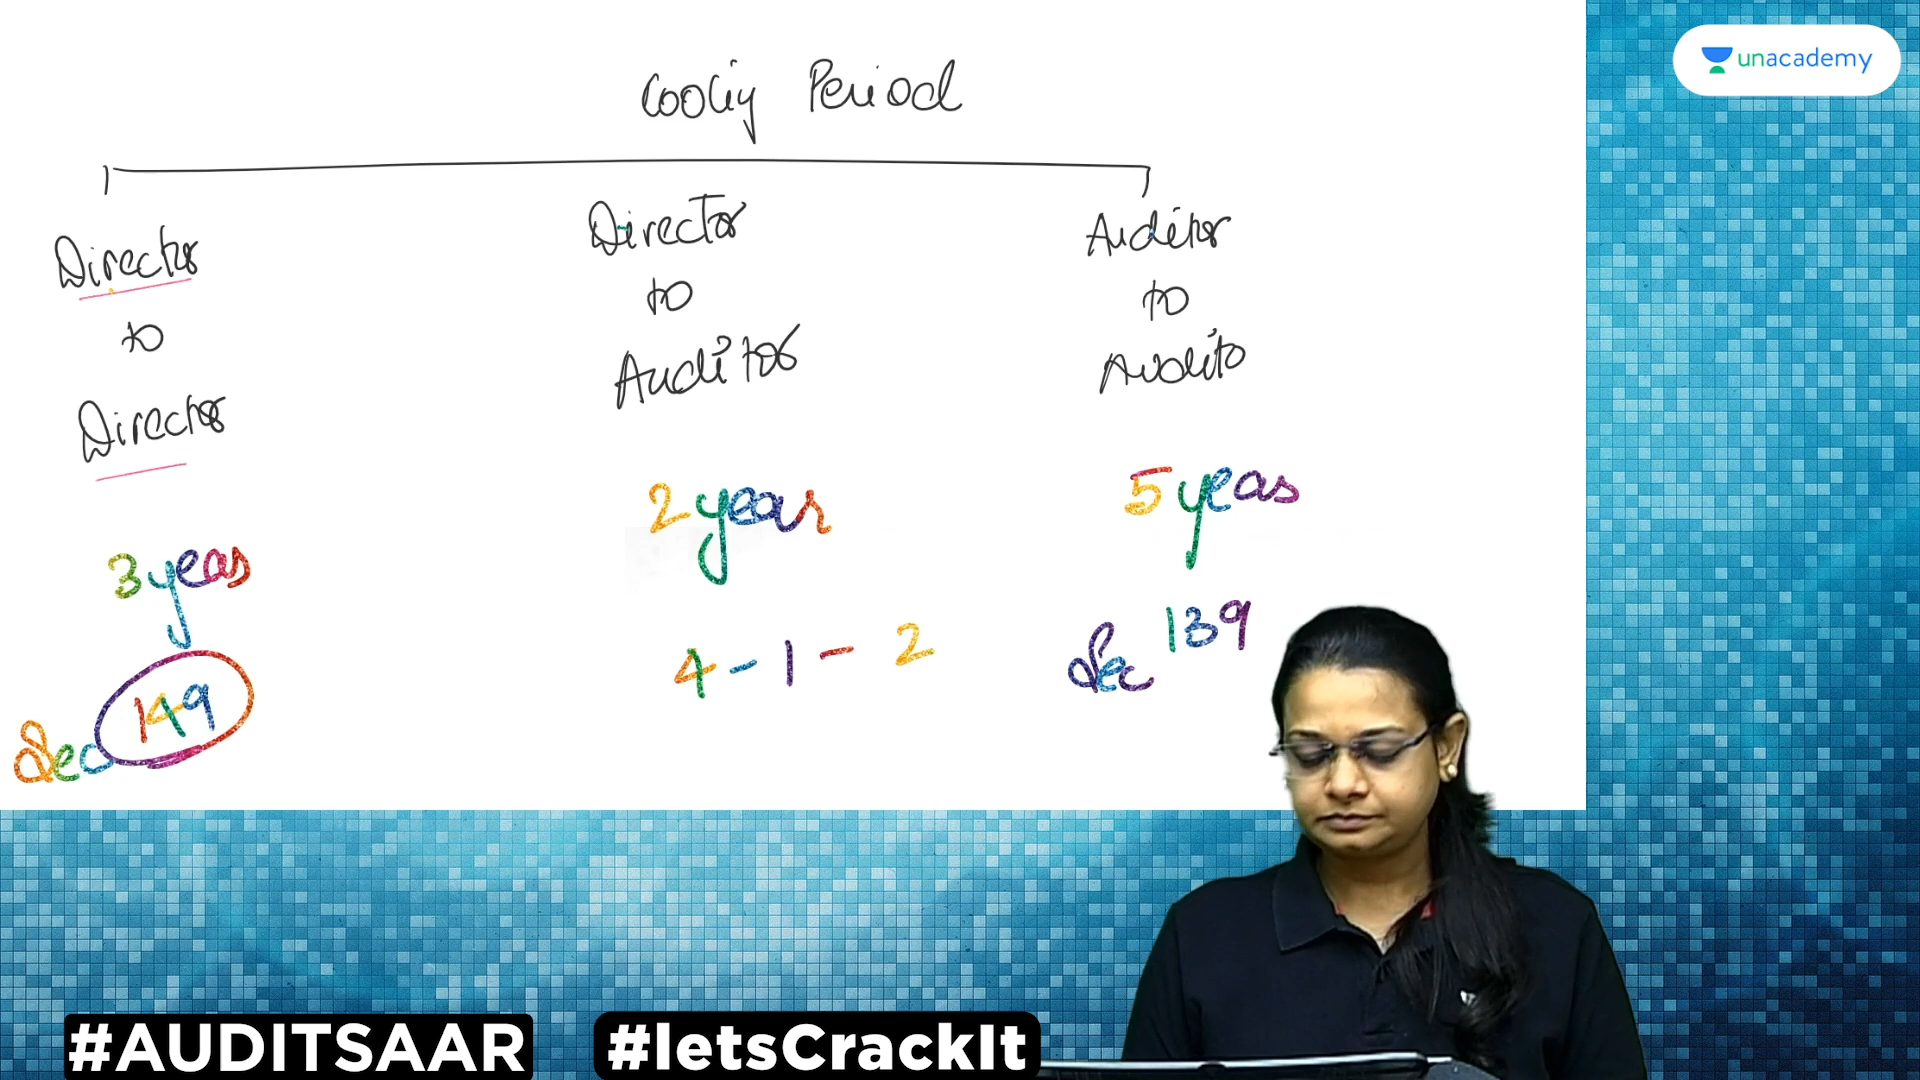 unacademy
Cooling Period
Director
to
Director
3 years
Sec 149
Director
to
Auditor
2 years
4-1-2
Auditor
to
Auditor
5 years
Sec 139
#AUDITSAAR
#letsCrackIt